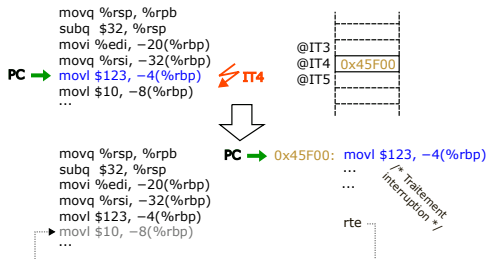 movq %rsp, %rpb
subq $32, %rsp
movi %edi, −20(%rbp)
movq %rsi, −32(%rbp)
PC movl $123, −4(%rbp)
movl $10, −8(%rbp)
...
IT4
@IT3
@IT4 0x45F00
@IT5
movq %rsp, %rpb
subq $32, %rsp
movi %edi, −20(%rbp)
movq %rsi, −32(%rbp)
movl $123, −4(%rbp)
movl $10, −8(%rbp)
...
PC 0x45F00: movl $123, −4(%rbp)
...
...
/* Traitement
interruption */
rte